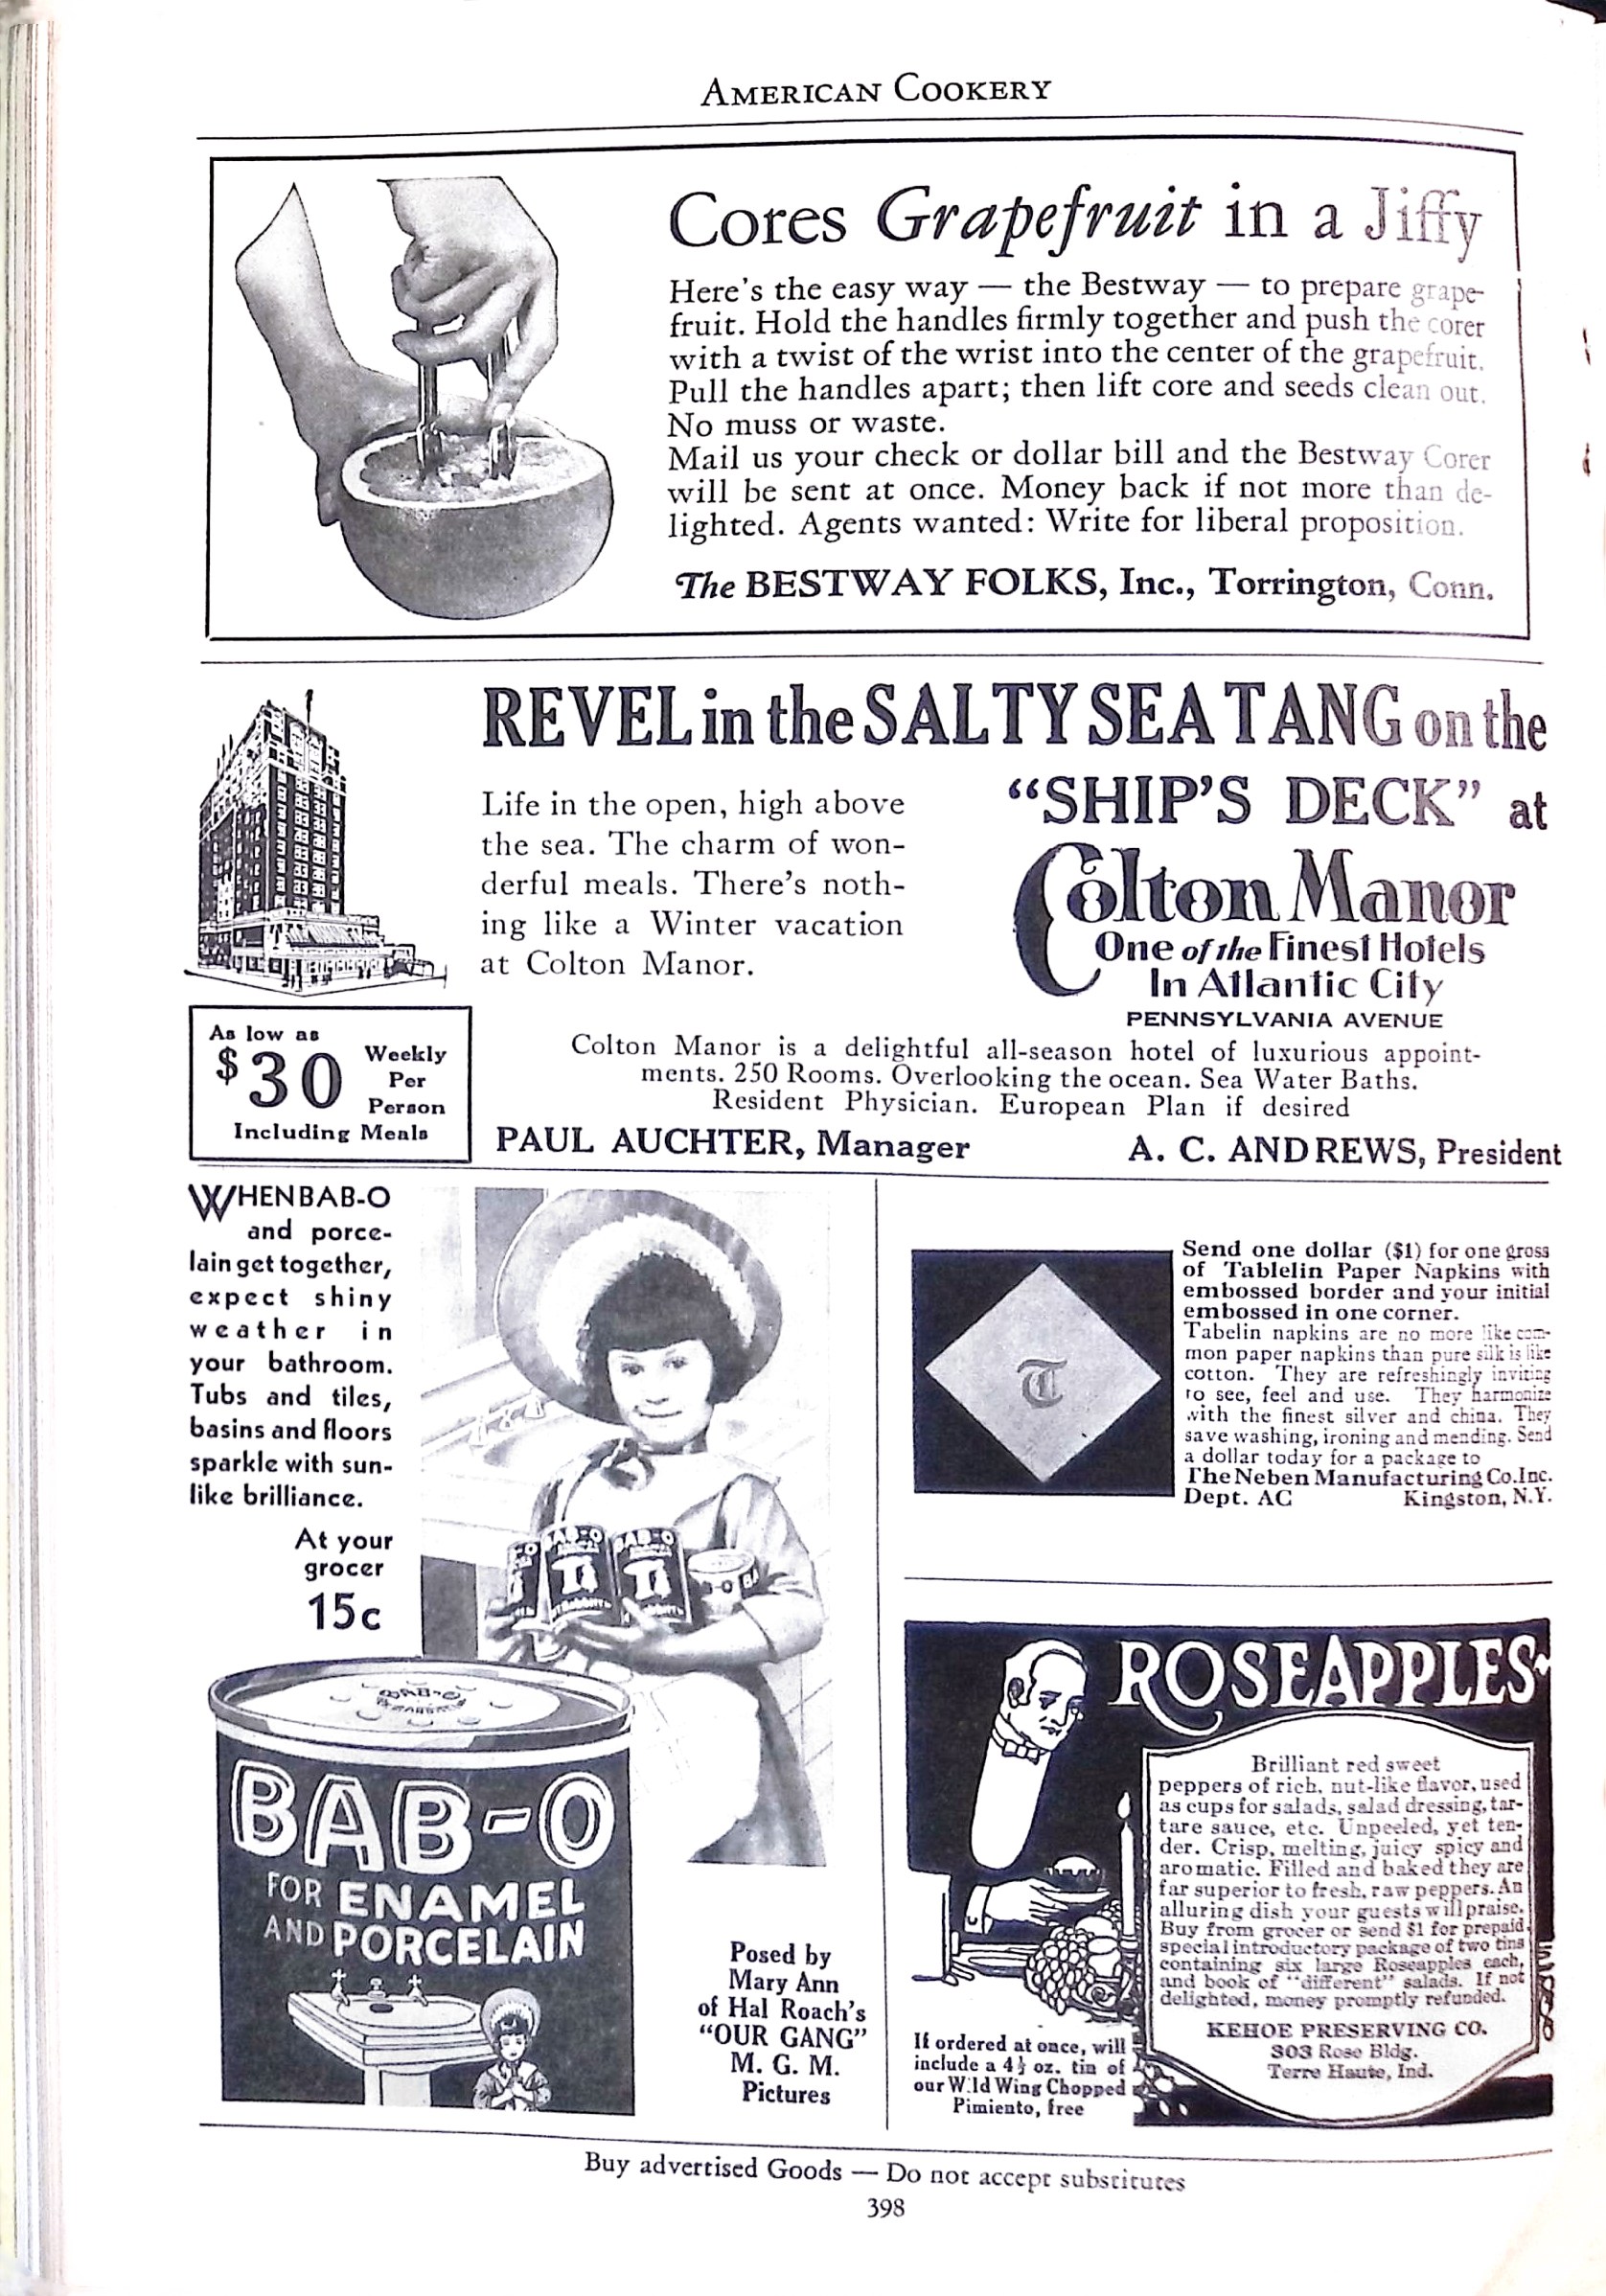 AMERICAN COOKERY
Cores Grapefruit in a Jiffy
Here's the easy way — the Bestway — to prepare grape-
fruit. Hold the handles firmly together and push the corer
with a twist of the wrist into the center of the grapefruit.
Pull the handles apart; then lift core and seeds clean out.
No muss or waste.
Mail us your check or dollar bill and the Bestway Corer
will be sent at once. Money back if not more than de-
lighted. Agents wanted: Write for liberal proposition.
The BESTWAY FOLKS, Inc., Torrington, Conn.
REVEL in the SALTY SEA TANG on the
"SHIP'S DECK" at
Colton Manor
One of the Finest Hotels
In Atlantic City
PENNSYLVANIA AVENUE
Life in the open, high above
the sea. The charm of won-
derful meals. There's noth-
ing like a Winter vacation
at Colton Manor.
As low as
$30 Weekly
Per
Person
Including Meals
Colton Manor is a delightful all-season hotel of luxurious appoint-
ments. 250 Rooms. Overlooking the ocean. Sea Water Baths.
Resident Physician. European Plan if desired
PAUL AUCHTER, Manager A. C. ANDREWS, President
WHEN BAB-O
and porce-
lain get together,
expect shiny
weather in
your bathroom.
Tubs and tiles,
basins and floors
sparkle with sun-
like brilliance.
At your
grocer
15c
BAB-O
BAB-O
BAB-O
BAB-O
FOR ENAMEL
AND PORCELAIN
Posed by
Mary Ann
of Hal Roach's
"OUR GANG"
M. G. M.
Pictures
T
Send one dollar ($1) for one gross
of Tablelin Paper Napkins with
embossed border and your initial
embossed in one corner.
Tabelin napkins are no more like com-
mon paper napkins than pure silk is like
cotton. They are refreshingly inviting
to see, feel and use. They harmonize
with the finest silver and china. They
save washing, ironing and mending. Send
a dollar today for a package to
The Neben Manufacturing Co. Inc.
Dept. AC Kingston, N.Y.
ROSEAPPLES
Brilliant red sweet
peppers of rich, nut-like flavor, used
as cups for salads, salad dressing, tar-
tare sauce, etc. Unpeeled, yet ten-
der. Crisp, melting, juicy spicy and
aromatic. Filled and baked they are
far superior to fresh, raw peppers. An
alluring dish your guests will praise.
Buy from grocer or send $1 for prepaid
special introductory package of two tins
containing six large Roseapples each,
and book of "different" salads. If not
delighted, money promptly refunded.
KEHOE PRESERVING CO.
303 Rose Bldg.
Terre Haute, Ind.
If ordered at once, will
include a 4½ oz. tin of
our Wild Wing Chopped
Pimiento, free
Buy advertised Goods — Do not accept substitutes
398